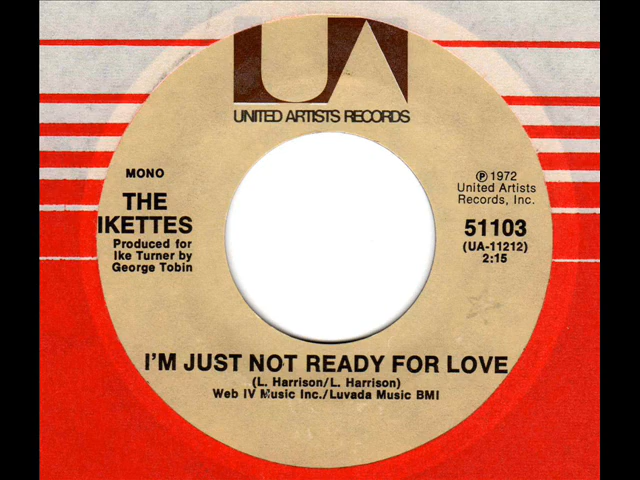 UA
UNITED ARTISTS RECORDS
MONO
THE
IKETTES
Produced for
Ike Turner by
George Tobin
℗ 1972
United Artists
Records, Inc.
51103
(UA-11212)
2:15
I'M JUST NOT READY FOR LOVE
(L. Harrison/L. Harrison)
Web IV Music Inc./Luvada Music BMI